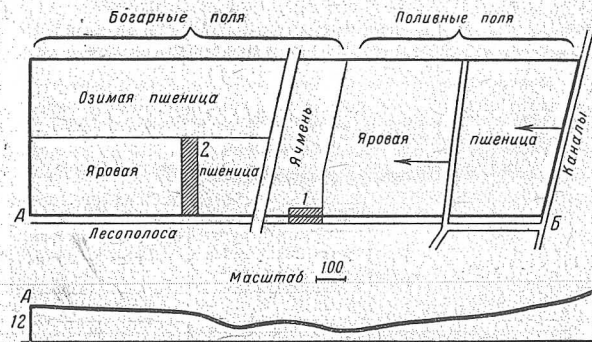 Богарные поля
Поливные поля
Озимая пшеница
Ячмень
Яровая
пшеница
Каналы
Яровая
2
пшеница
1
А
Б
Лесополоса
Масштаб 100
А
12